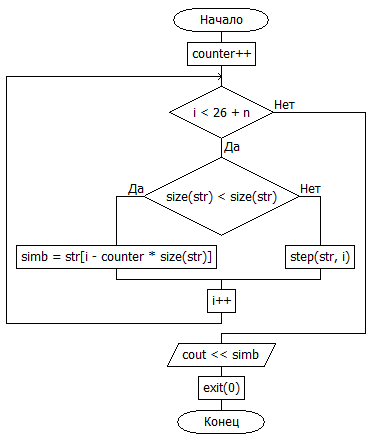 Начало
counter++
i < 26 + n
Нет
Да
size(str) < size(str)
Да
Нет
simb = str[i - counter * size(str)]
step(str, i)
i++
cout << simb
exit(0)
Конец